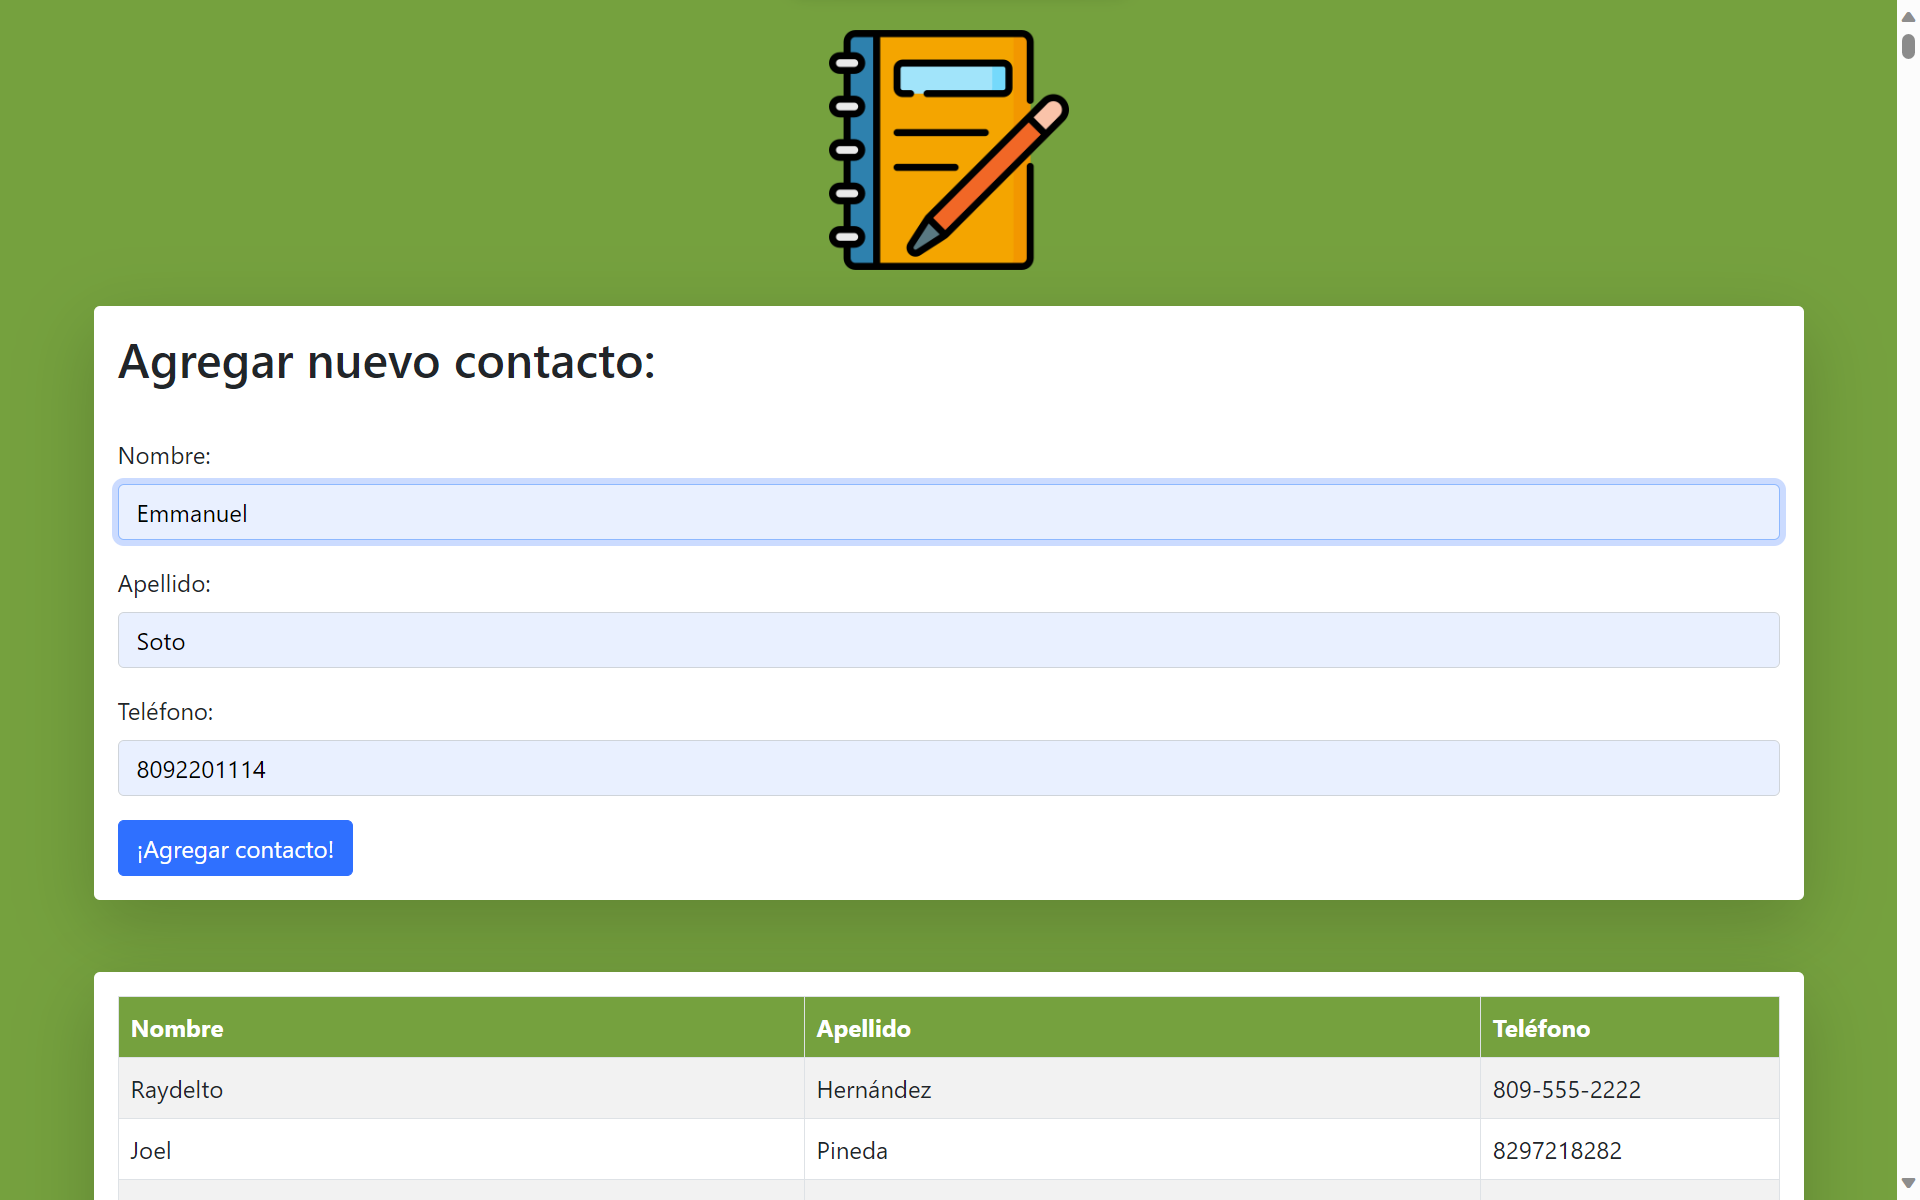 Agregar nuevo contacto:
Nombre:
Emmanuel
Apellido:
Soto
Teléfono:
8092201114
¡Agregar contacto!
Nombre Apellido Teléfono
Raydelto Hernández 809-555-2222
Joel Pineda 8297218282